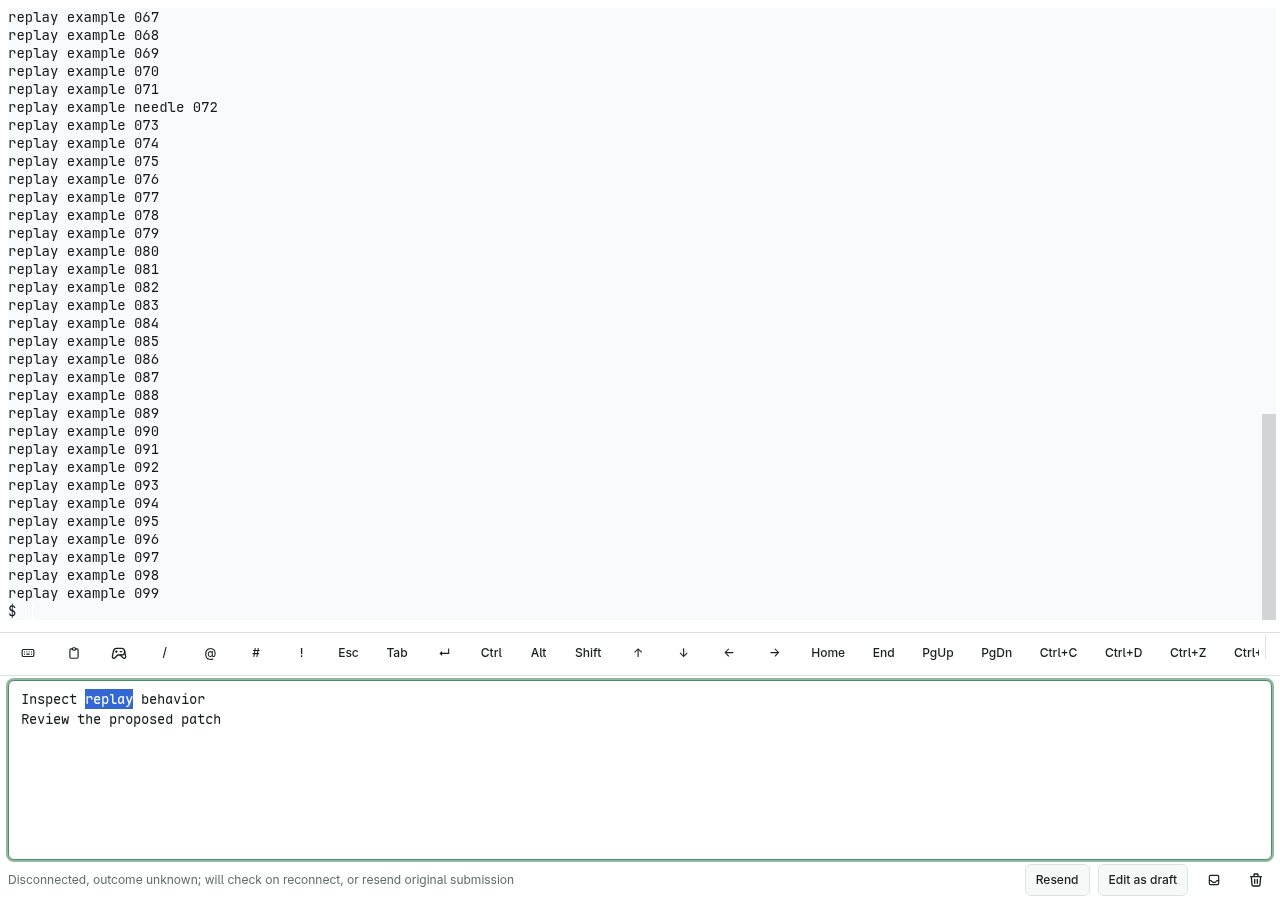 replay example 067
replay example 068
replay example 069
replay example 070
replay example 071
replay example needle 072
replay example 073
replay example 074
replay example 075
replay example 076
replay example 077
replay example 078
replay example 079
replay example 080
replay example 081
replay example 082
replay example 083
replay example 084
replay example 085
replay example 086
replay example 087
replay example 088
replay example 089
replay example 090
replay example 091
replay example 092
replay example 093
replay example 094
replay example 095
replay example 096
replay example 097
replay example 098
replay example 099
$
/ @ # ! Esc Tab ↵ Ctrl Alt Shift ↑ ↓ ← → Home End PgUp PgDn Ctrl+C Ctrl+D Ctrl+Z
Inspect replay behavior
Review the proposed patch
Disconnected, outcome unknown; will check on reconnect, or resend original submission Resend Edit as draft